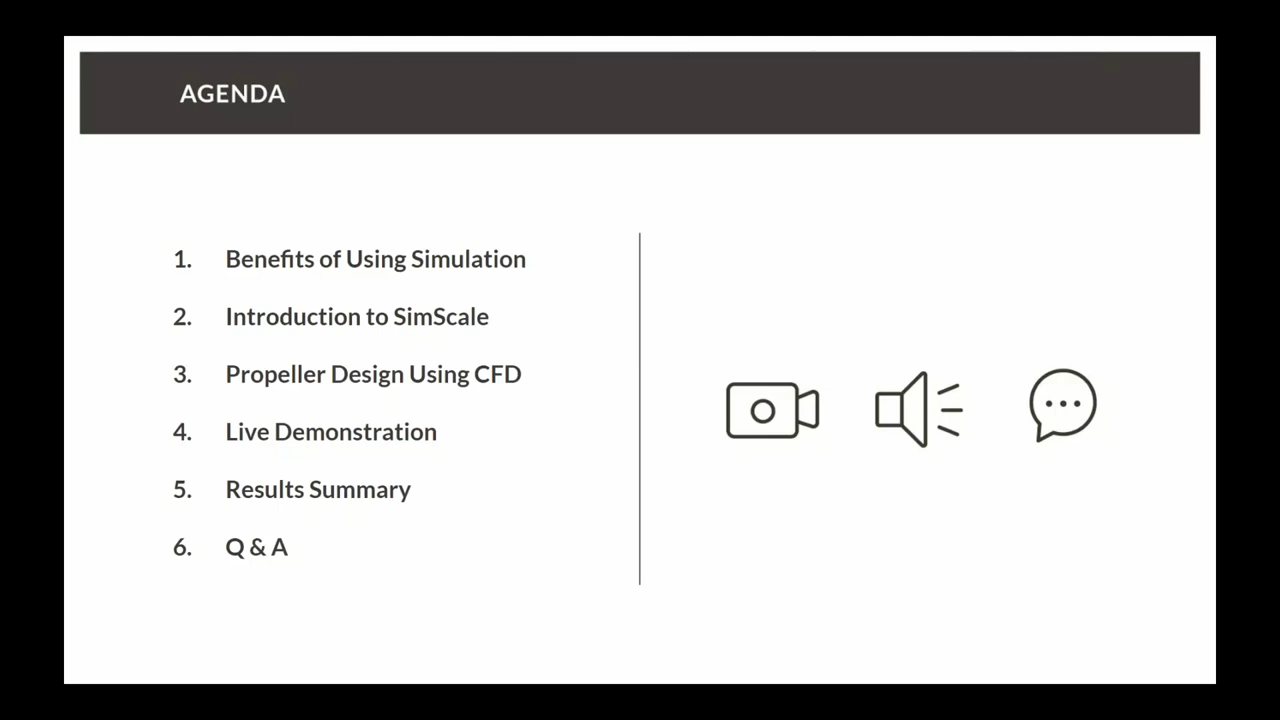 AGENDA
1. Benefits of Using Simulation
2. Introduction to SimScale
3. Propeller Design Using CFD
4. Live Demonstration
5. Results Summary
6. Q & A